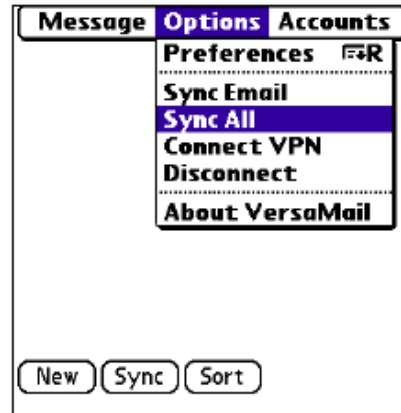 Message Options Accounts
Preferences R
Sync Email
Sync All
Connect VPN
Disconnect
About VersaMail
New Sync Sort